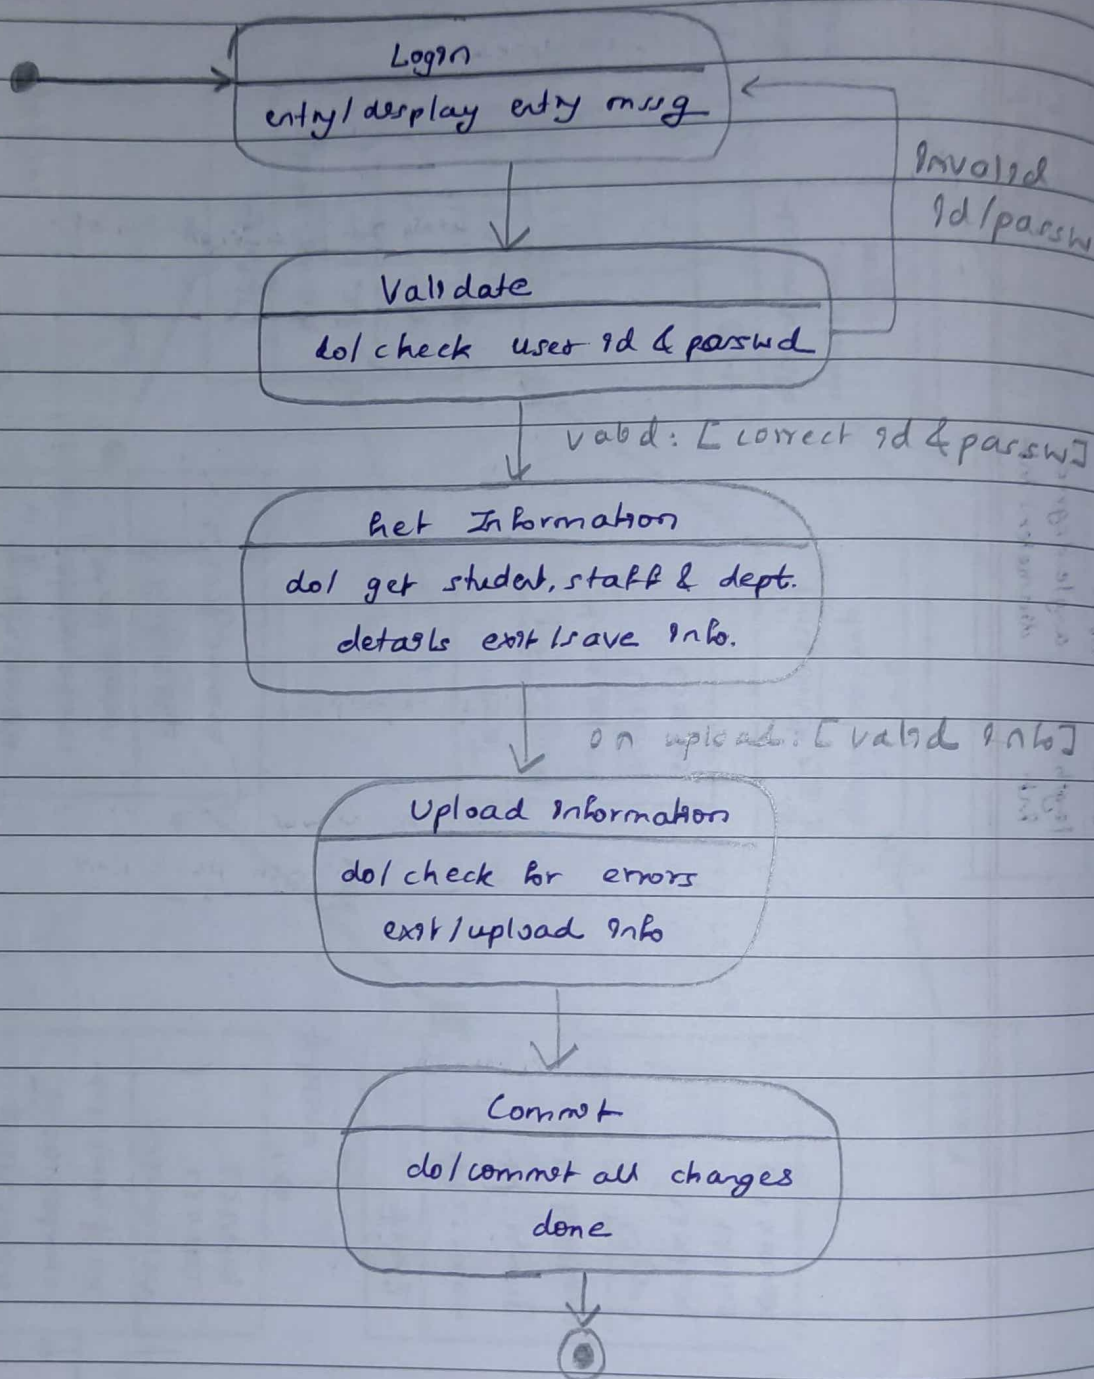 Login
entry/display entry mssg
Invalid
id/passw
Validate
do/check user id & passwd
valid: [correct id & passw]
Get Information
do/ get student, staff & dept.
details exit/save info.
on upload: [valid info]
Upload information
do/check for errors
exit/upload info
Commit
do/commit all changes
done